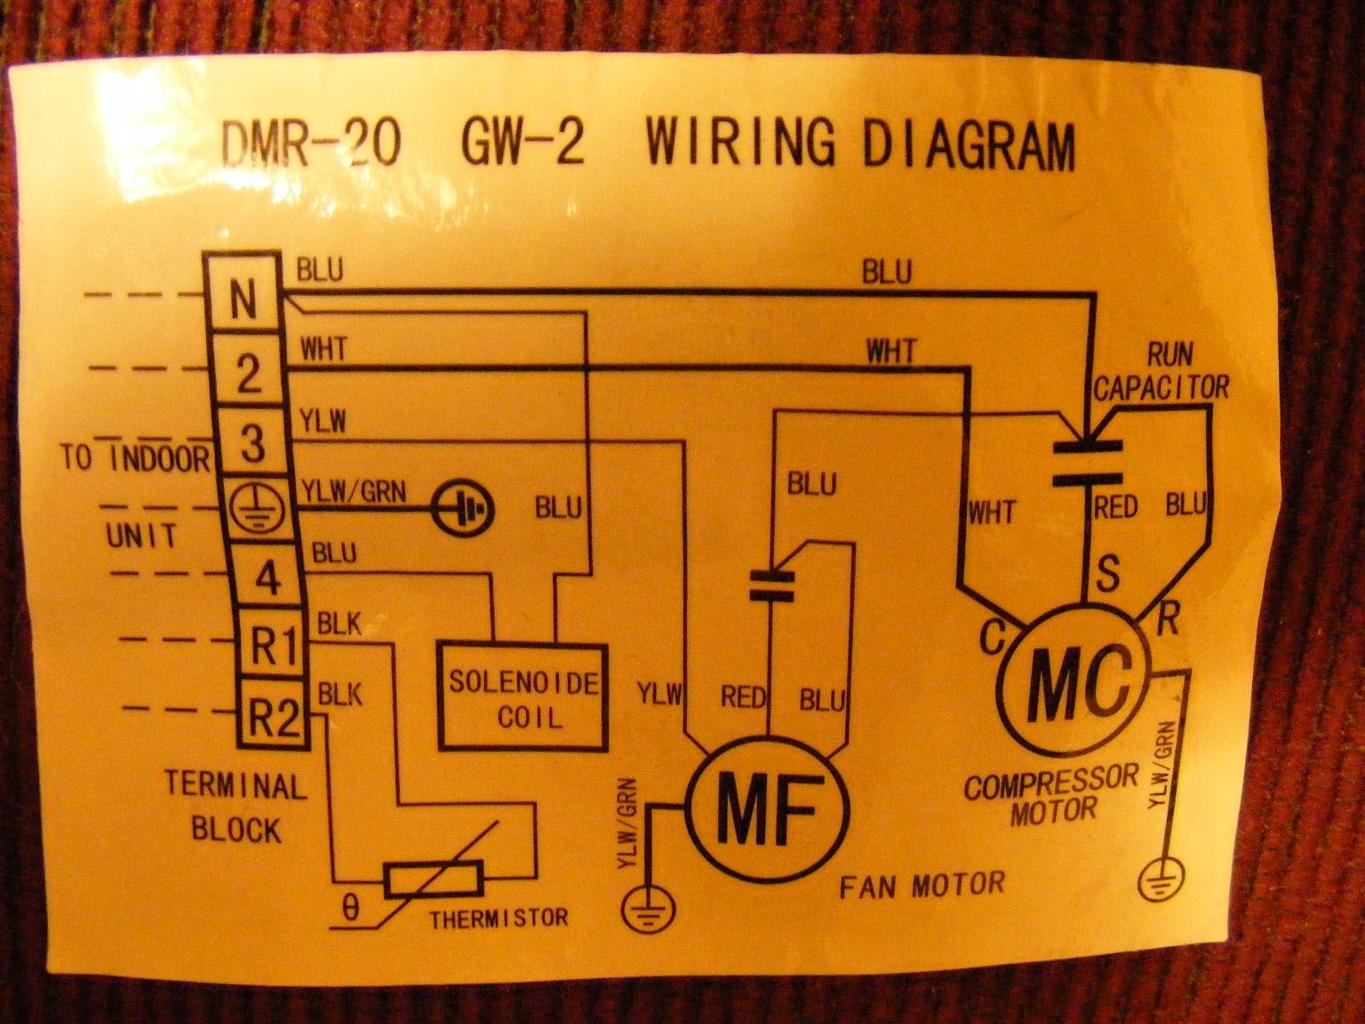 DMR-20 GW-2 WIRING DIAGRAM
N
BLU
BLU
2
WHT
WHT
RUN
CAPACITOR
3
YLW
TO INDOOR
UNIT
YLW/GRN
BLU
BLU
WHT
RED
BLU
4
BLU
S
R
C
MC
R1
BLK
R2
BLK
SOLENOIDE
COIL
YLW
RED
BLU
TERMINAL
BLOCK
MF
YLW/GRN
COMPRESSOR
MOTOR
YLW/GRN
FAN MOTOR
θ
THERMISTOR